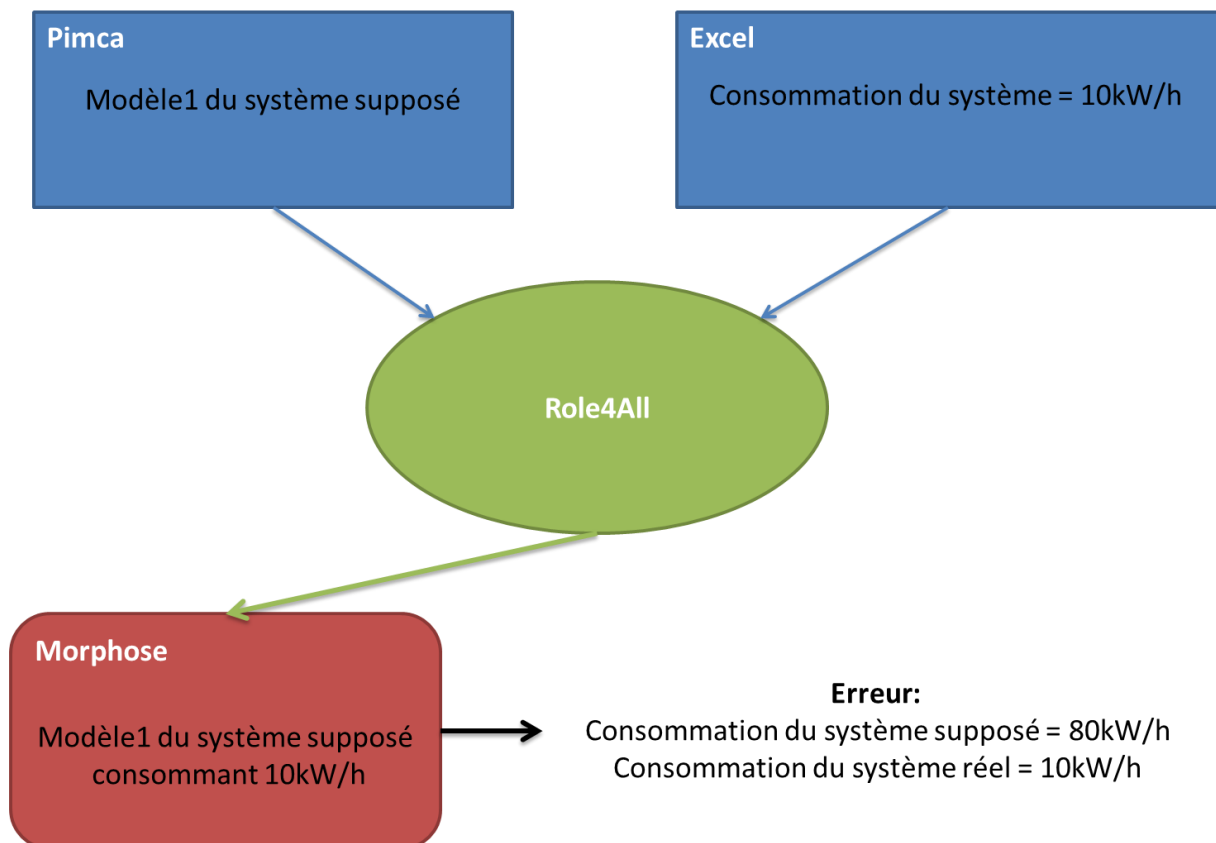 Pimca
Modèle1 du système supposé
Excel
Consommation du système = 10kW/h
Role4All
Morphose
Modèle1 du système supposé
consommant 10kW/h
Erreur:
Consommation du système supposé = 80kW/h
Consommation du système réel = 10kW/h